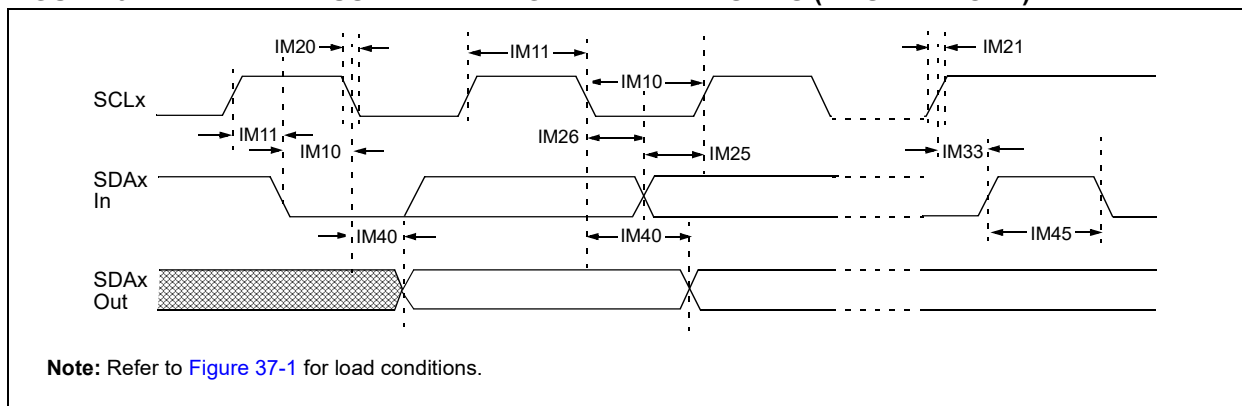 IM20
IM11
IM21
IM10
SCLx
IM11
IM26
IM10
IM25
IM33
SDAx
In
IM40
IM40
IM45
SDAx
Out
Note: Refer to Figure 37-1 for load conditions.